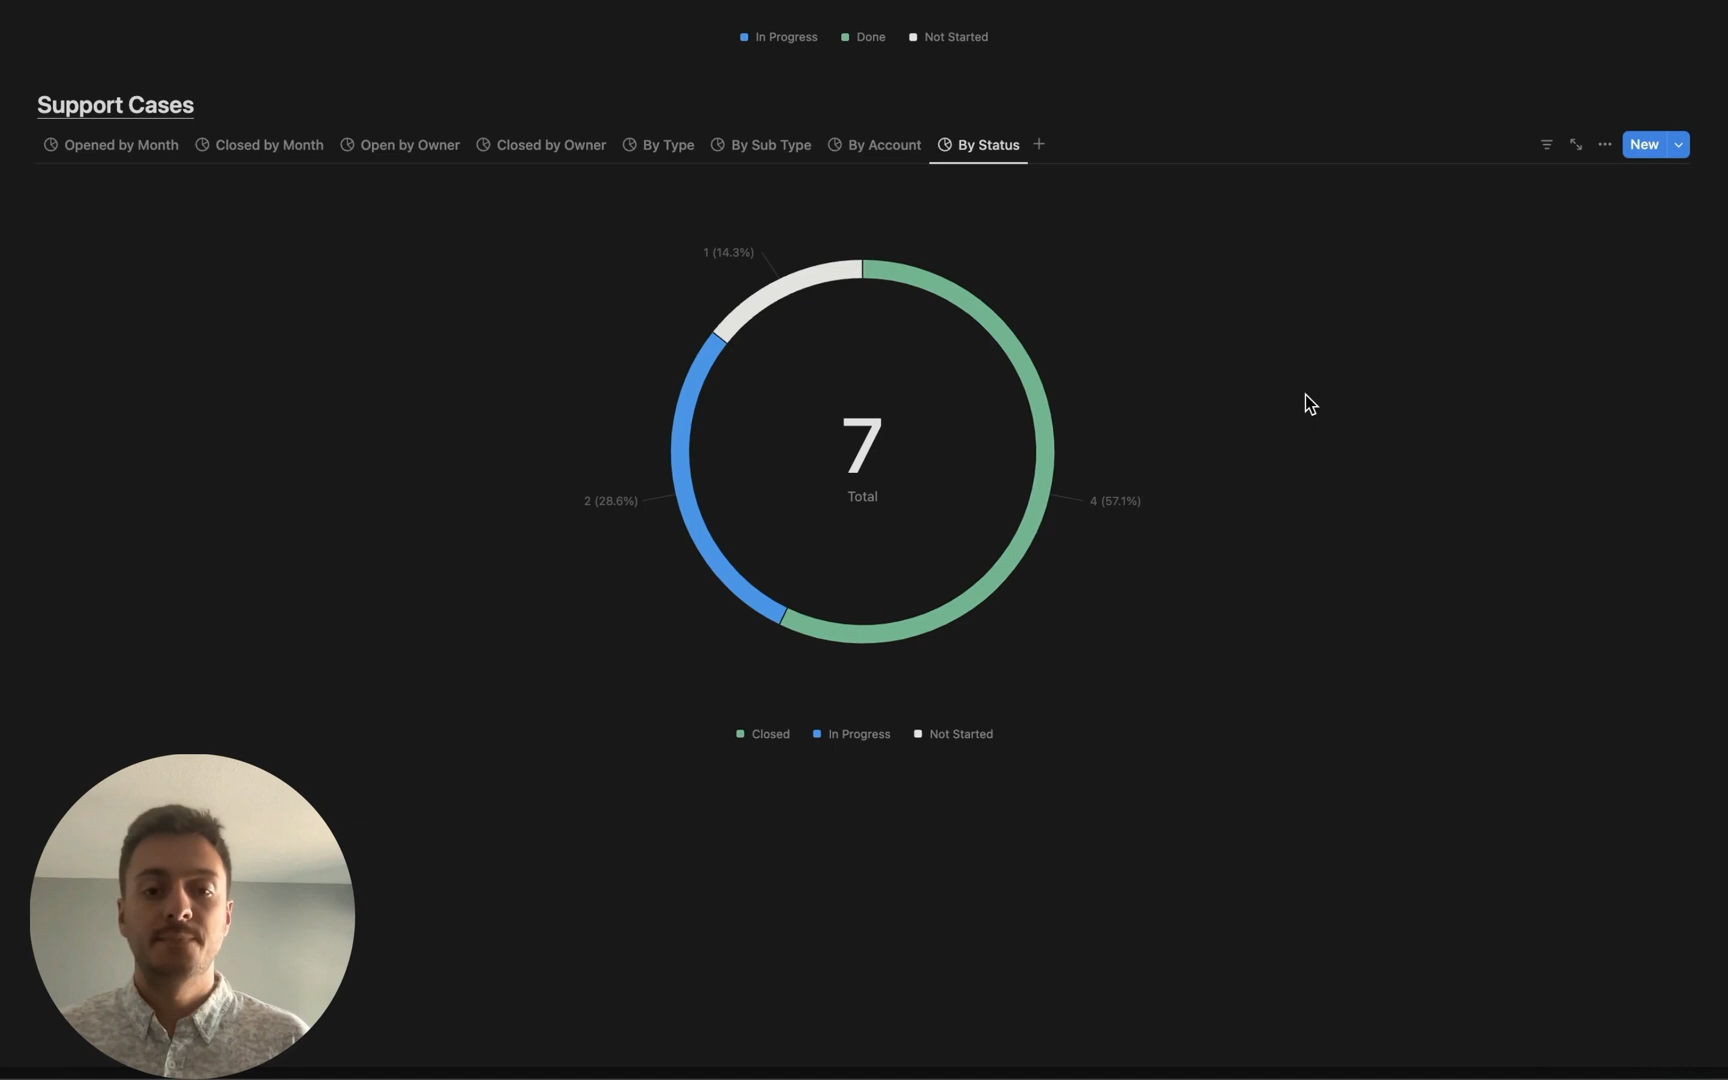 In Progress Done Not Started
Support Cases
Opened by Month Closed by Month Open by Owner Closed by Owner By Type By Sub Type By Account By Status
New
1 (14.3%)
7
Total
2 (28.6%)
4 (57.1%)
Closed In Progress Not Started